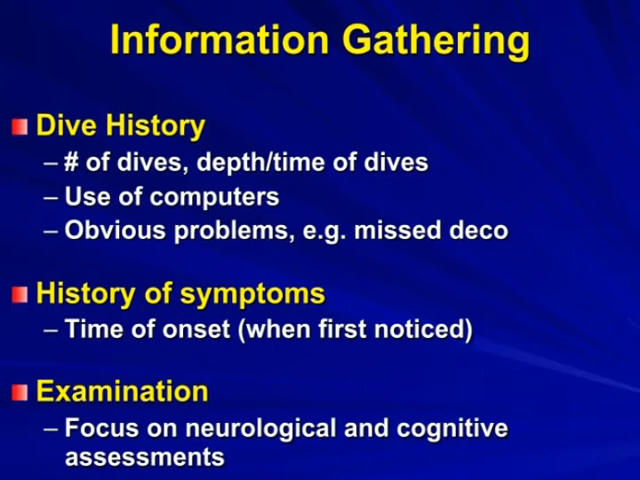 Information Gathering
Dive History
– # of dives, depth/time of dives
– Use of computers
– Obvious problems, e.g. missed deco
History of symptoms
– Time of onset (when first noticed)
Examination
– Focus on neurological and cognitive
assessments